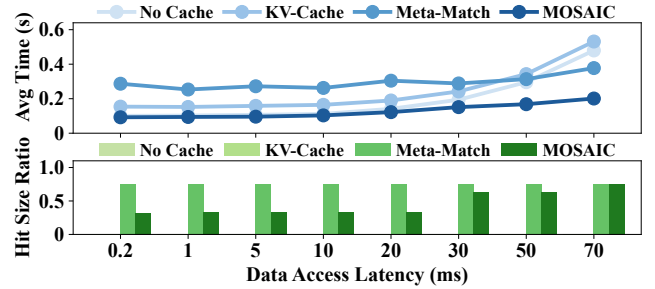 No Cache KV-Cache Meta-Match MOSAIC
Avg Time (s)
0.6
0.4
0.2
0
No Cache KV-Cache Meta-Match MOSAIC
Hit Size Ratio
1.0
0.5
0
0.2 1 5 10 20 30 50 70
Data Access Latency (ms)